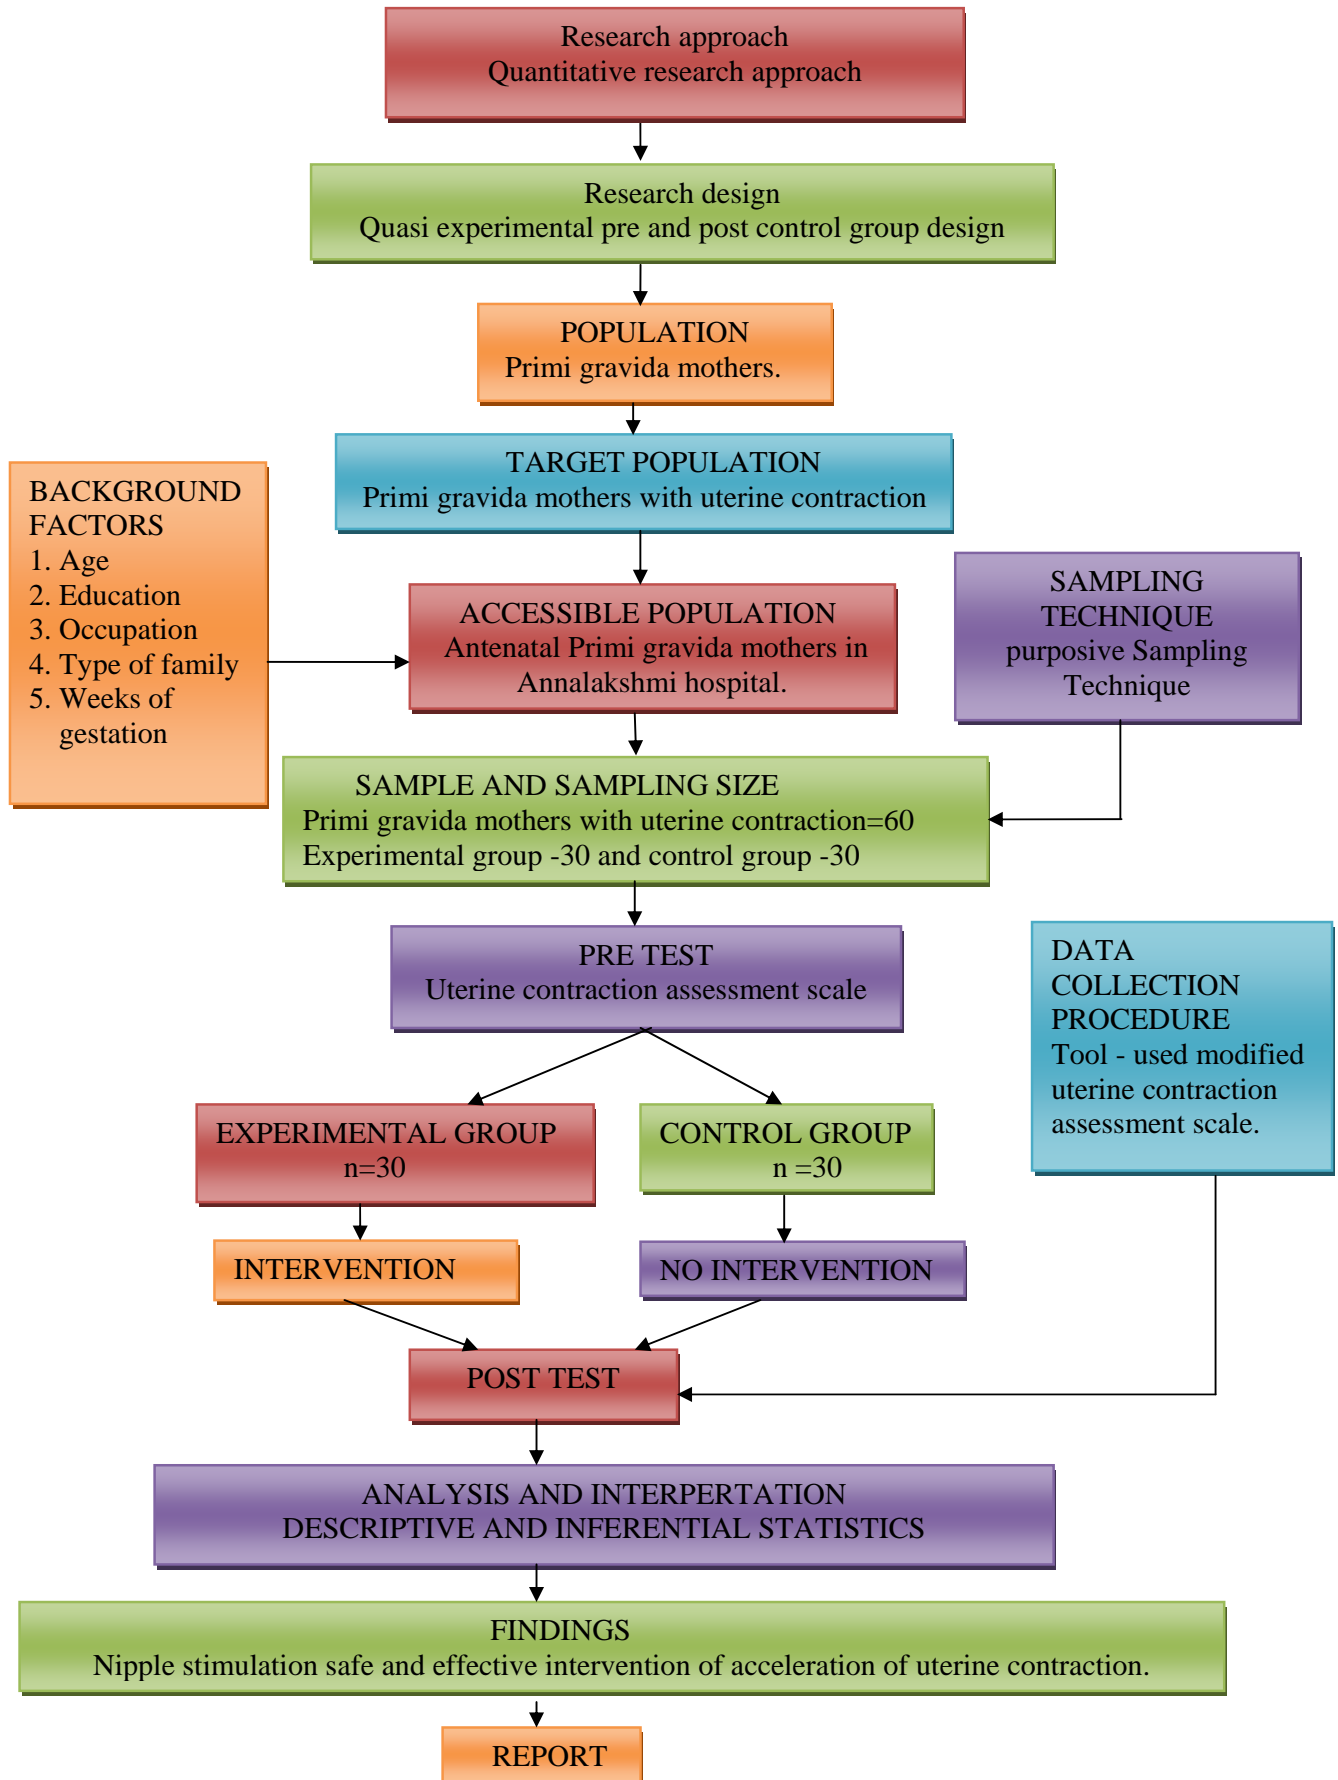 Research approach
Quantitative research approach
Research design
Quasi experimental pre and post control group design
POPULATION
Primi gravida mothers.
TARGET POPULATION
Primi gravida mothers with uterine contraction
BACKGROUND
FACTORS
1. Age
2. Education
3. Occupation
4. Type of family
5. Weeks of
gestation
ACCESSIBLE POPULATION
Antenatal Primi gravida mothers in
Annalakshmi hospital.
SAMPLING
TECHNIQUE
purposive Sampling
Technique
SAMPLE AND SAMPLING SIZE
Primi gravida mothers with uterine contraction=60
Experimental group -30 and control group -30
PRE TEST
Uterine contraction assessment scale
DATA
COLLECTION
PROCEDURE
Tool - used modified
uterine contraction
assessment scale.
EXPERIMENTAL GROUP
n=30
CONTROL GROUP
n =30
INTERVENTION
NO INTERVENTION
POST TEST
ANALYSIS AND INTERPERTATION
DESCRIPTIVE AND INFERENTIAL STATISTICS
FINDINGS
Nipple stimulation safe and effective intervention of acceleration of uterine contraction.
REPORT